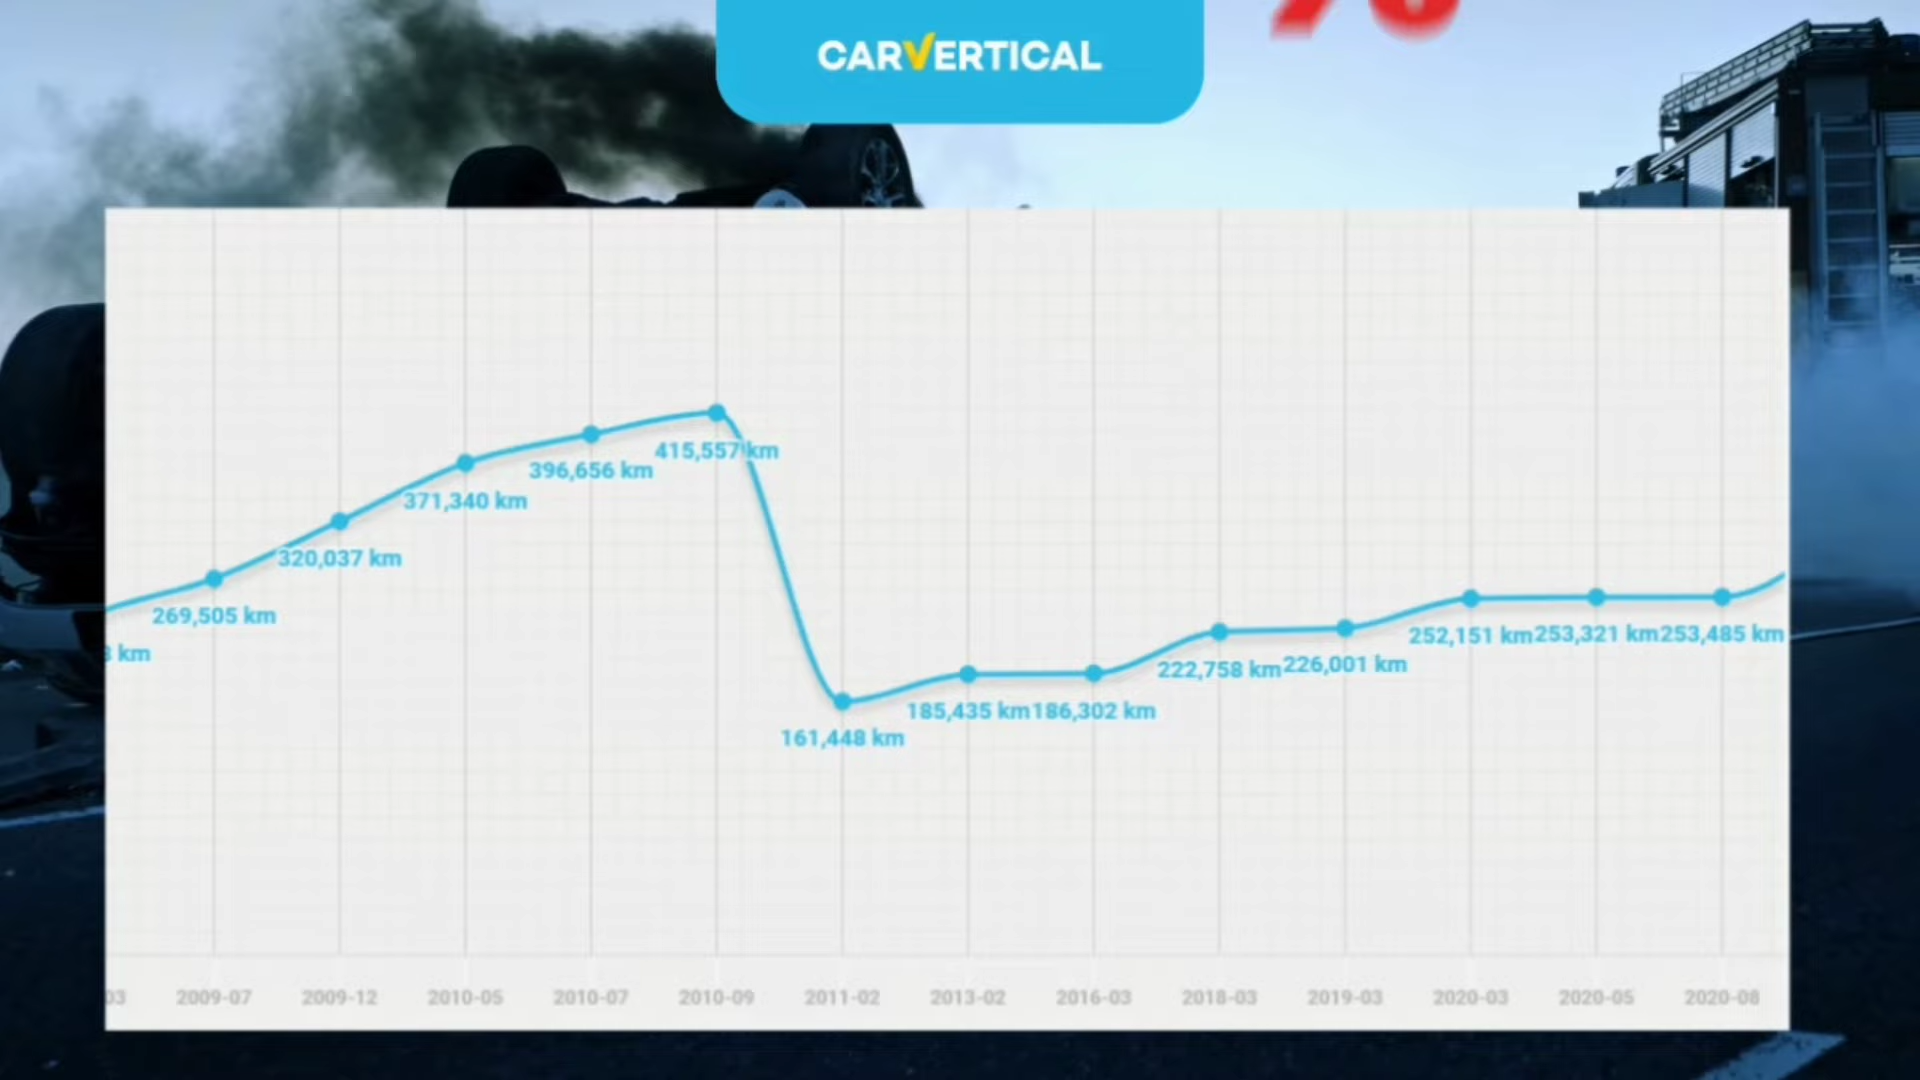 %
CARVERTICAL
415,557 km
396,656 km
371,340 km
320,037 km
269,505 km
km
252,151 km 253,321 km 253,485 km
222,758 km 226,001 km
185,435 km 186,302 km
161,448 km
03 2009-07 2009-12 2010-05 2010-07 2010-09 2011-02 2013-02 2016-03 2018-03 2019-03 2020-03 2020-05 2020-08